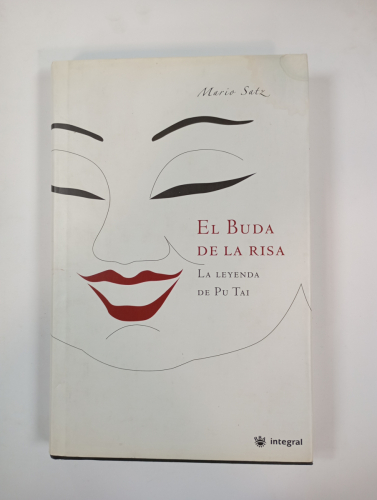 Mario Satz
EL BUDA
DE LA RISA
LA LEYENDA
DE PU TAI
integral